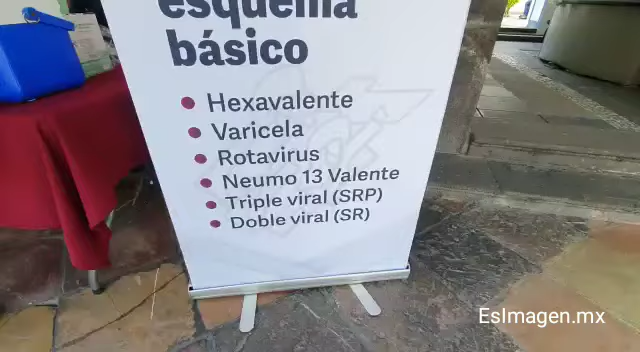 esquema
básico
Hexavalente
Varicela
Rotavirus
Neumo 13 Valente
Triple viral (SRP)
Doble viral (SR)
EsImagen.mx